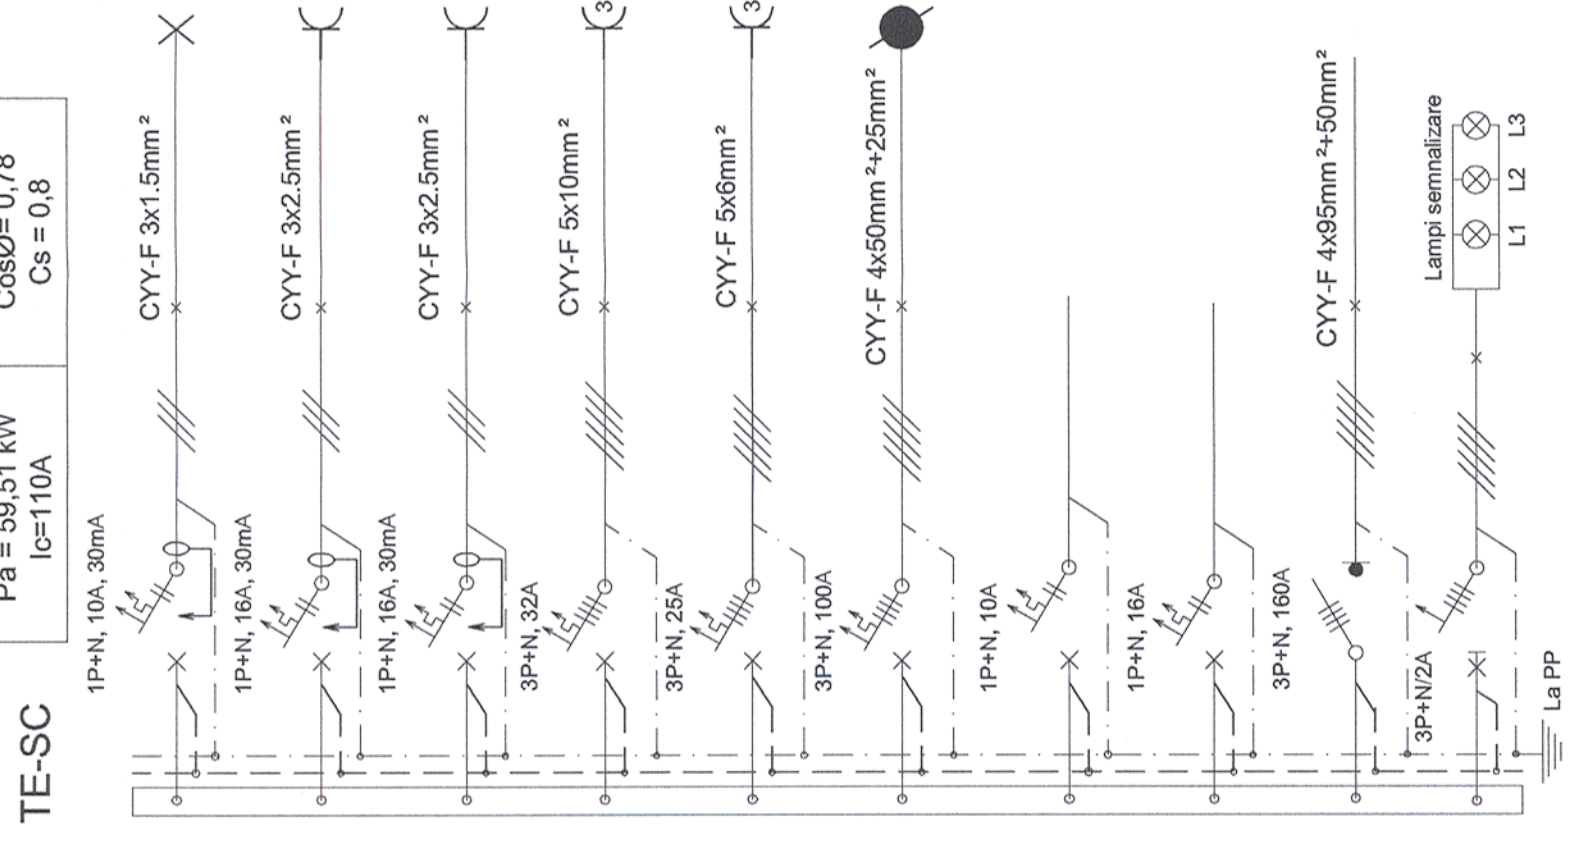 TE-SC
Pa = 59,51 kW
Ic=110A
CosØ= 0,78
Cs = 0,8
1P+N, 10A, 30mA
CYY-F 3x1.5mm²
1P+N, 16A, 30mA
CYY-F 3x2.5mm²
1P+N, 16A, 30mA
CYY-F 3x2.5mm²
3P+N, 32A
CYY-F 5x10mm²
3
3P+N, 25A
CYY-F 5x6mm²
3
3P+N, 100A
CYY-F 4x50mm²+25mm²
1P+N, 10A
1P+N, 16A
3P+N, 160A
CYY-F 4x95mm²+50mm²
3P+N/2A
Lampi semnalizare
L1 L2 L3
La PP